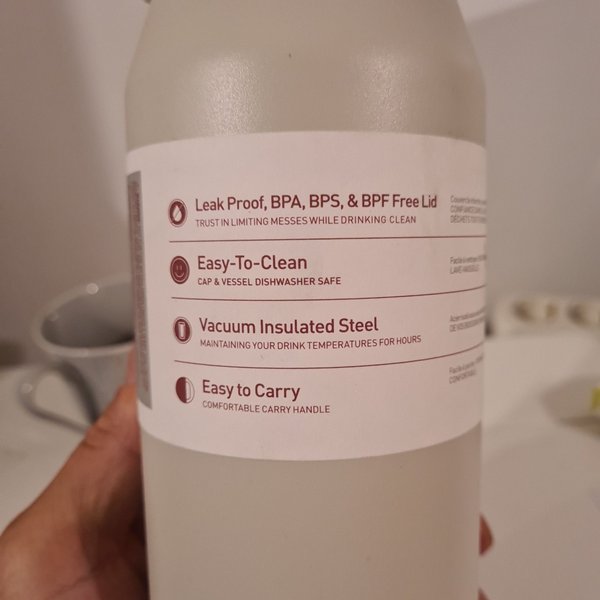 Leak Proof, BPA, BPS, & BPF Free Lid
TRUST IN LIMITING MESSES WHILE DRINKING CLEAN
Easy-To-Clean
CAP & VESSEL DISHWASHER SAFE
Vacuum Insulated Steel
MAINTAINING YOUR DRINK TEMPERATURES FOR HOURS
Easy to Carry
COMFORTABLE CARRY HANDLE